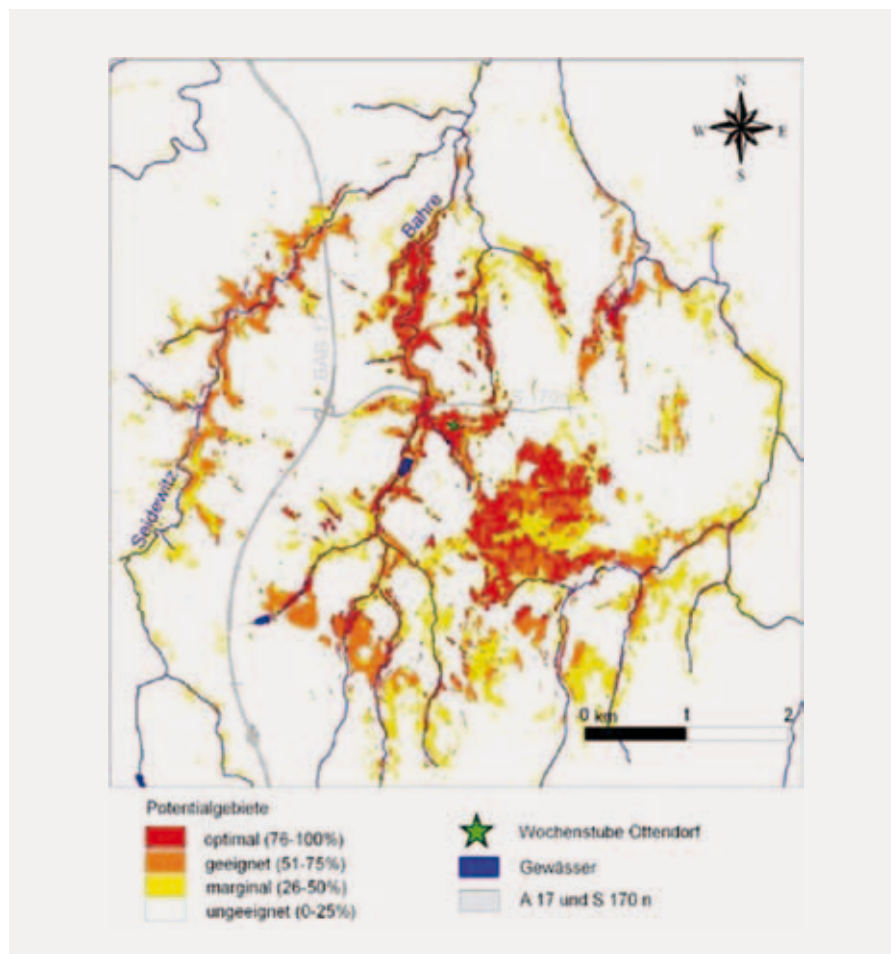 N
W E
S
Bahre
Seidewitz
0 km 1 2
Potentialgebiete
optimal (76-100%)
geeignet (51-75%)
marginal (26-50%)
ungeeignet (0-25%)
Wochenstube Ottendorf
Gewässer
A 17 und S 170 n